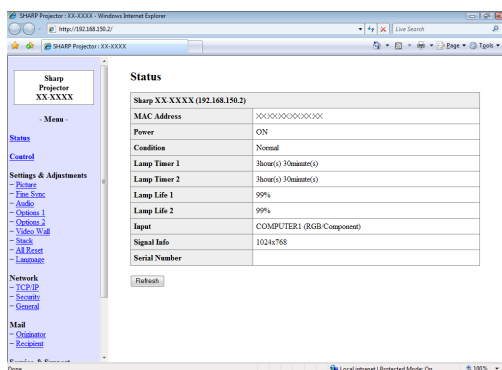 SHARP Projector : XX-XXXX - Windows Internet Explorer
http://192.168.150.2/
Live Search
SHARP Projector : XX-XXXX
Page
Tools
Sharp
Projector
XX-XXXX
- Menu -
Status
Control
Settings & Adjustments
– Picture
– Fine Sync
– Audio
– Options 1
– Options 2
– Video Wall
– Stack
– All Reset
– Language
Network
– TCP/IP
– Security
– General
Mail
– Originator
– Recipient
Service & Support
Status
Sharp XX-XXXX (192.168.150.2)
MAC Address XXXXXXXXXXXX
Power ON
Condition Normal
Lamp Timer 1 3hour(s) 30minute(s)
Lamp Timer 2 3hour(s) 30minute(s)
Lamp Life 1 99%
Lamp Life 2 99%
Input COMPUTER1 (RGB/Component)
Signal Info 1024x768
Serial Number
Refresh
Done
Local intranet | Protected Mode: On
100%